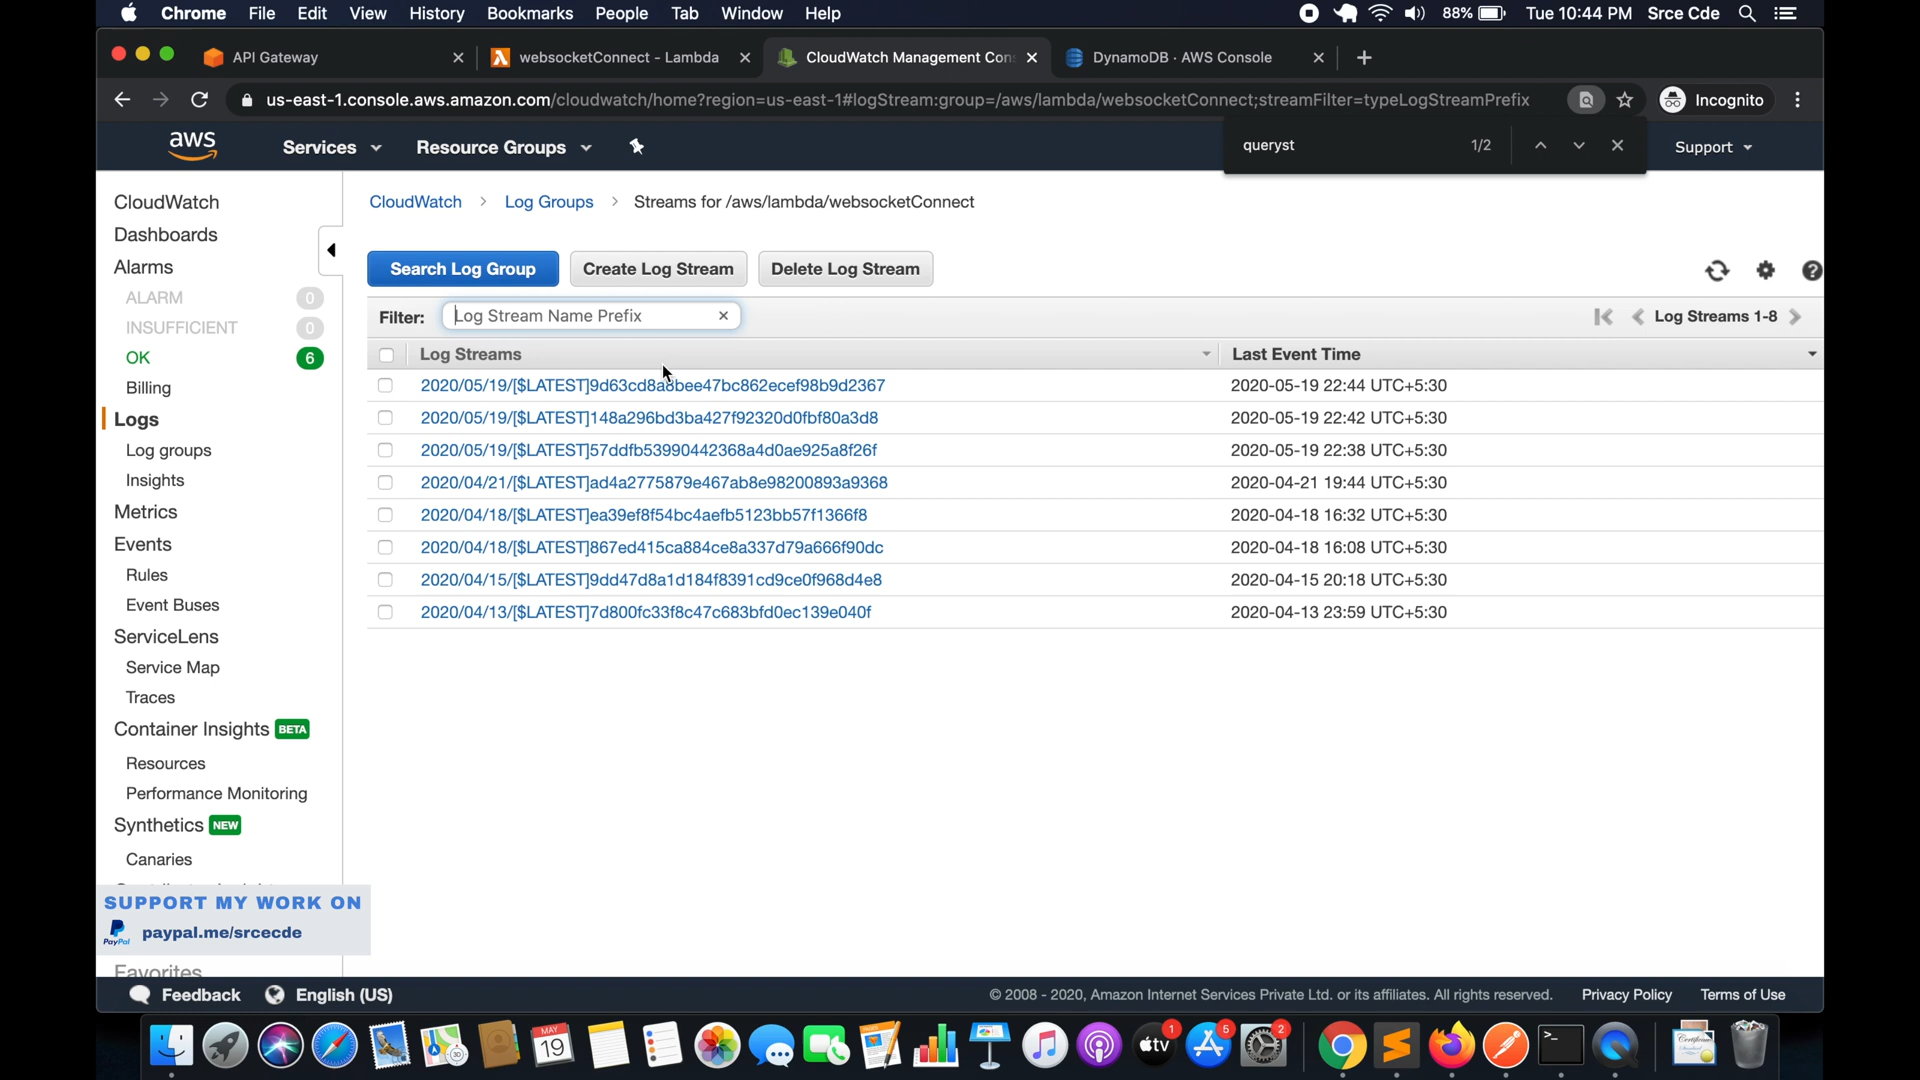 Chrome File Edit View History Bookmarks People Tab Window Help 88% Tue 10:44 PM Srce Cde
API Gateway websocketConnect - Lambda CloudWatch Management Con DynamoDB · AWS Console
us-east-1.console.aws.amazon.com/cloudwatch/home?region=us-east-1#logStream:group=/aws/lambda/websocketConnect;streamFilter=typeLogStreamPrefix Incognito
aws Services Resource Groups queryst 1/2 Support
CloudWatch
Dashboards
Alarms
ALARM 0
INSUFFICIENT 0
OK 6
Billing
Logs
Log groups
Insights
Metrics
Events
Rules
Event Buses
ServiceLens
Service Map
Traces
Container Insights BETA
Resources
Performance Monitoring
Synthetics NEW
Canaries
SUPPORT MY WORK ON
PayPal paypal.me/srcecde
Favorites
CloudWatch > Log Groups > Streams for /aws/lambda/websocketConnect
Search Log Group Create Log Stream Delete Log Stream
Filter: Log Stream Name Prefix Log Streams 1-8
Log Streams Last Event Time
2020/05/19/[$LATEST]9d63cd8a8bee47bc862ecef98b9d2367 2020-05-19 22:44 UTC+5:30
2020/05/19/[$LATEST]148a296bd3ba427f92320d0fbf80a3d8 2020-05-19 22:42 UTC+5:30
2020/05/19/[$LATEST]57ddfb53990442368a4d0ae925a8f26f 2020-05-19 22:38 UTC+5:30
2020/04/21/[$LATEST]ad4a2775879e467ab8e98200893a9368 2020-04-21 19:44 UTC+5:30
2020/04/18/[$LATEST]ea39ef8f54bc4aefb5123bb57f1366f8 2020-04-18 16:32 UTC+5:30
2020/04/18/[$LATEST]867ed415ca884ce8a337d79a666f90dc 2020-04-18 16:08 UTC+5:30
2020/04/15/[$LATEST]9dd47d8a1d184f8391cd9ce0f968d4e8 2020-04-15 20:18 UTC+5:30
2020/04/13/[$LATEST]7d800fc33f8c47c683bfd0ec139e040f 2020-04-13 23:59 UTC+5:30
Feedback English (US) © 2008 - 2020, Amazon Internet Services Private Ltd. or its affiliates. All rights reserved. Privacy Policy Terms of Use
MAY 19 tv 1 5 2